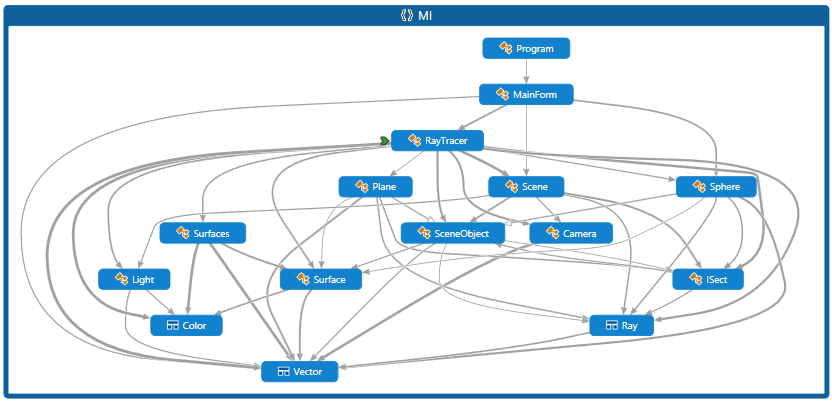 MI
Program
MainForm
RayTracer
Plane
Scene
Sphere
Surfaces
SceneObject
Camera
Light
Surface
ISect
Color
Ray
Vector